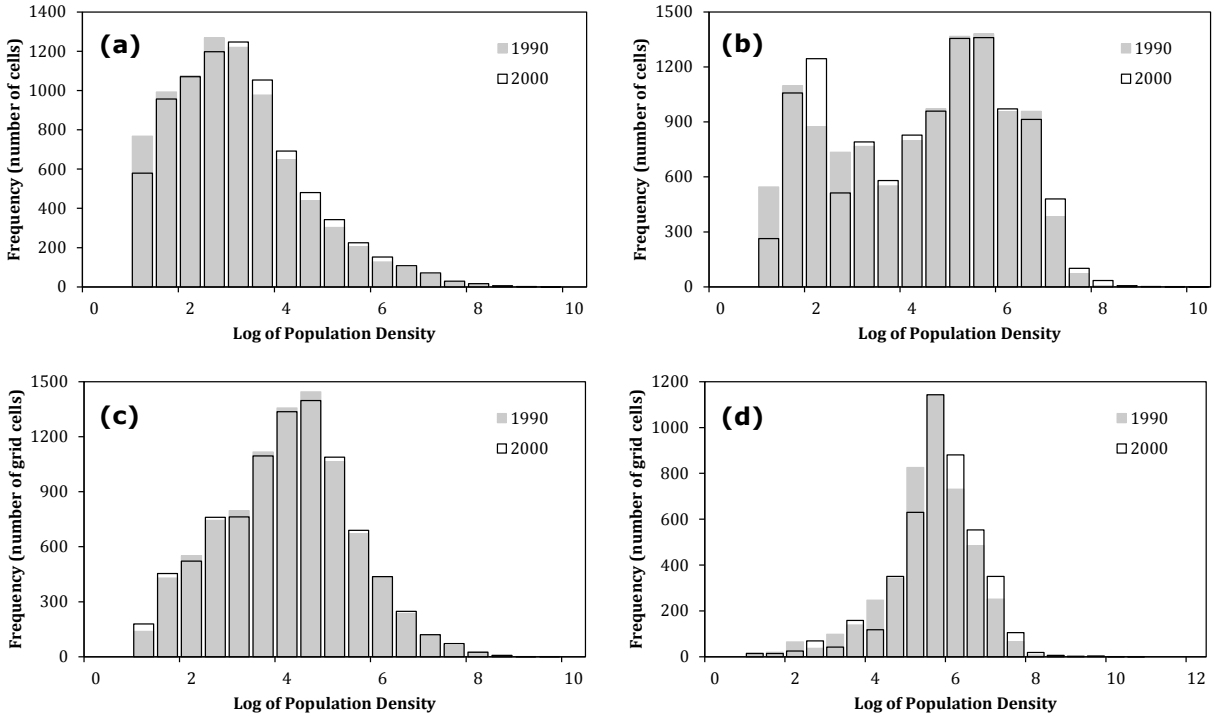 (a)
1400
1200
1000
800
600
400
200
0
Frequency (number of cells)
0 2 4 6 8 10
Log of Population Density
1990
2000
(b)
1500
1200
900
600
300
0
Frequency (number of cells)
0 2 4 6 8 10
Log of Population Density
1990
2000
(c)
1500
1200
900
600
300
0
Frequency (number of grid cells)
0 2 4 6 8 10
Log of Population Density
1990
2000
(d)
1200
1000
800
600
400
200
0
Frequency (number of grid cells)
0 2 4 6 8 10 12
Log of Population Density
1990
2000